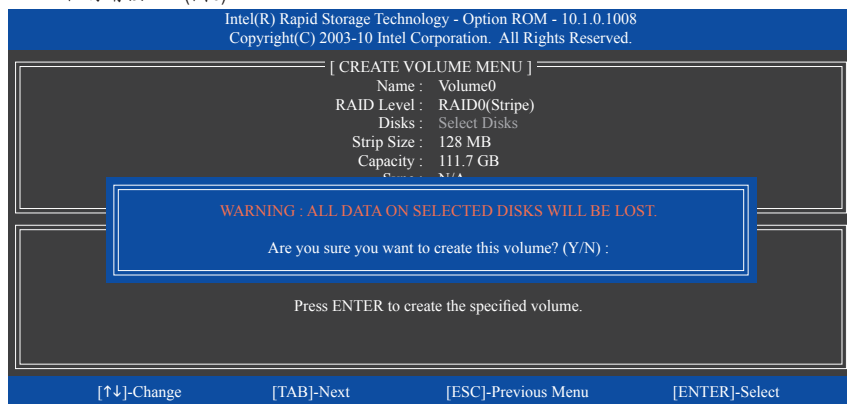 Intel(R) Rapid Storage Technology - Option ROM - 10.1.0.1008
Copyright(C) 2003-10 Intel Corporation. All Rights Reserved.
[ CREATE VOLUME MENU ]
Name : Volume0
RAID Level : RAID0(Stripe)
Disks : Select Disks
Strip Size : 128 MB
Capacity : 111.7 GB
WARNING : ALL DATA ON SELECTED DISKS WILL BE LOST.
Are you sure you want to create this volume? (Y/N) :
Press ENTER to create the specified volume.
[↑↓]-Change [TAB]-Next [ESC]-Previous Menu [ENTER]-Select